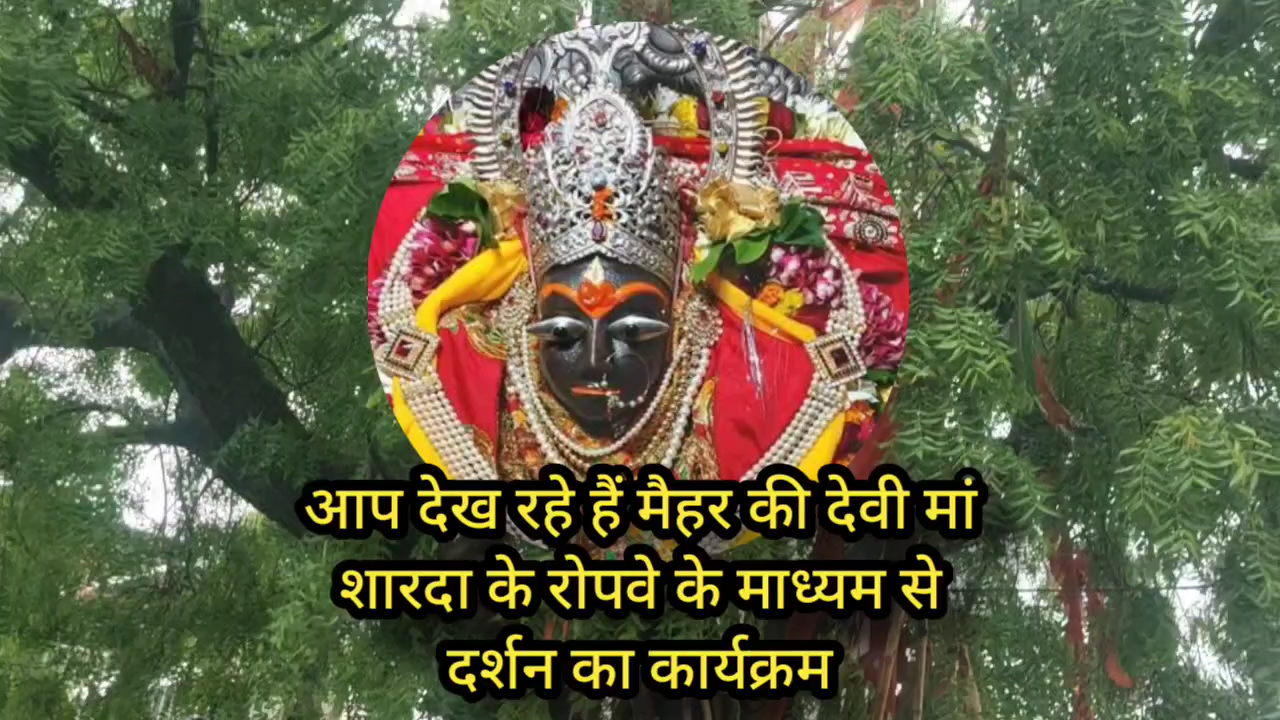 आप देख रहे हैं मैहर की देवी मां
शारदा के रोपवे के माध्यम से
दर्शन का कार्यक्रम